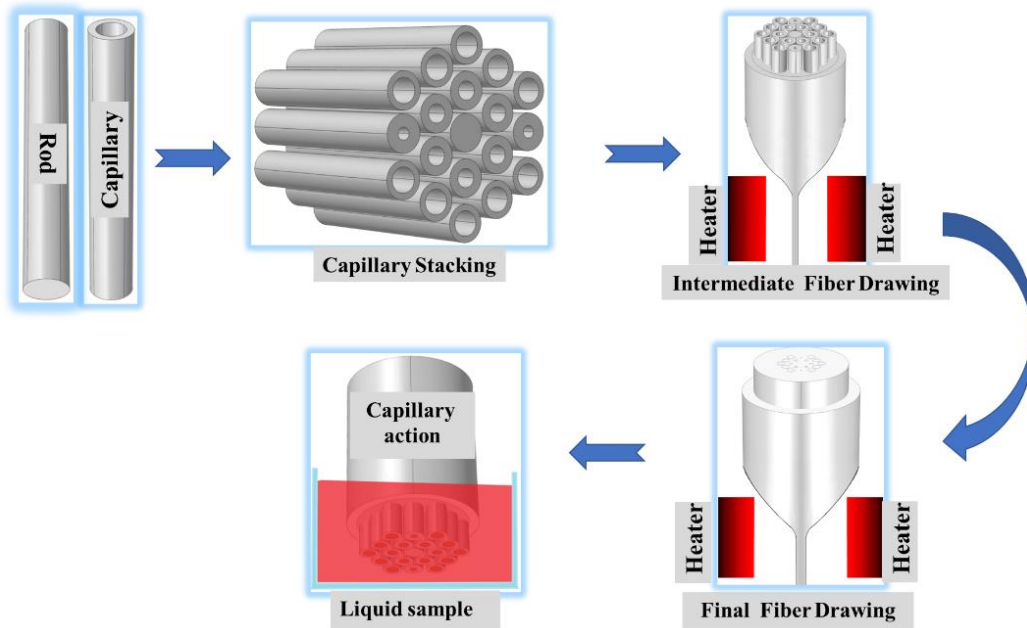 Rod
Capillary
Capillary Stacking
Heater
Heater
Intermediate Fiber Drawing
Capillary
action
Liquid sample
Heater
Heater
Final Fiber Drawing